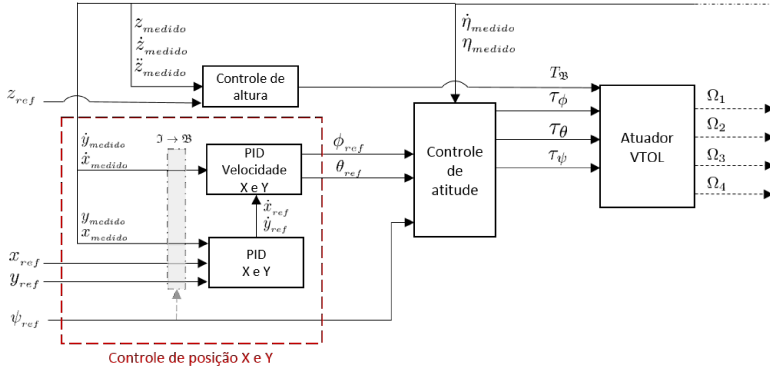 z_medido
ż_medido
z̈_medido
η̇_medido
η_medido
z_ref
Controle de
altura
T_𝔅
τ_ϕ
τ_θ
τ_ψ
Ω_1
Ω_2
Ω_3
Ω_4
ẏ_medido
ẋ_medido
ℑ → 𝔅
PID
Velocidade
X e Y
ϕ_ref
θ_ref
Controle
de
atitude
Atuador
VTOL
ẋ_ref
ẏ_ref
y_medido
x_medido
PID
X e Y
x_ref
y_ref
ψ_ref
Controle de posição X e Y